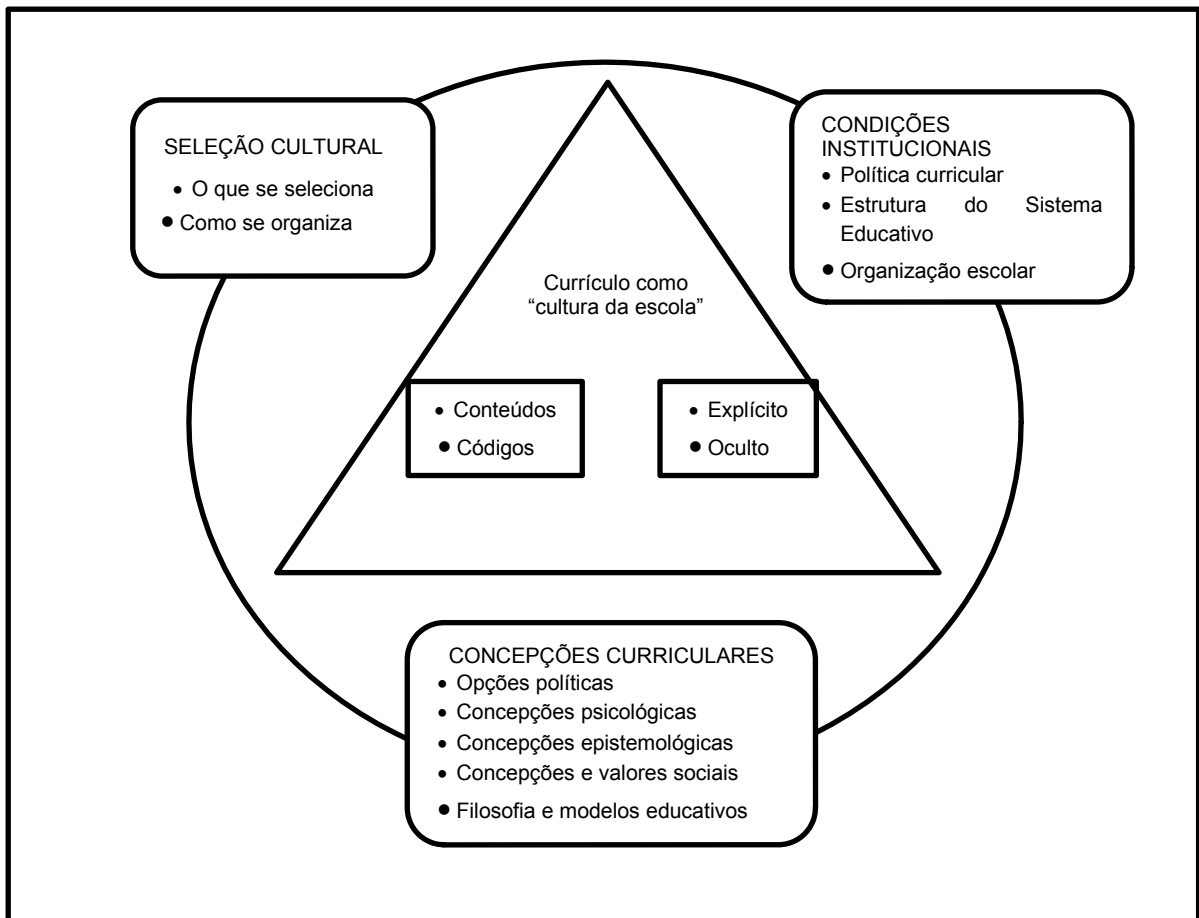 SELEÇÃO CULTURAL
• O que se seleciona
• Como se organiza
CONDIÇÕES
INSTITUCIONAIS
• Política curricular
• Estrutura do Sistema
Educativo
• Organização escolar
Currículo como
“cultura da escola”
• Conteúdos
• Códigos
• Explícito
• Oculto
CONCEPÇÕES CURRICULARES
• Opções políticas
• Concepções psicológicas
• Concepções epistemológicas
• Concepções e valores sociais
• Filosofia e modelos educativos